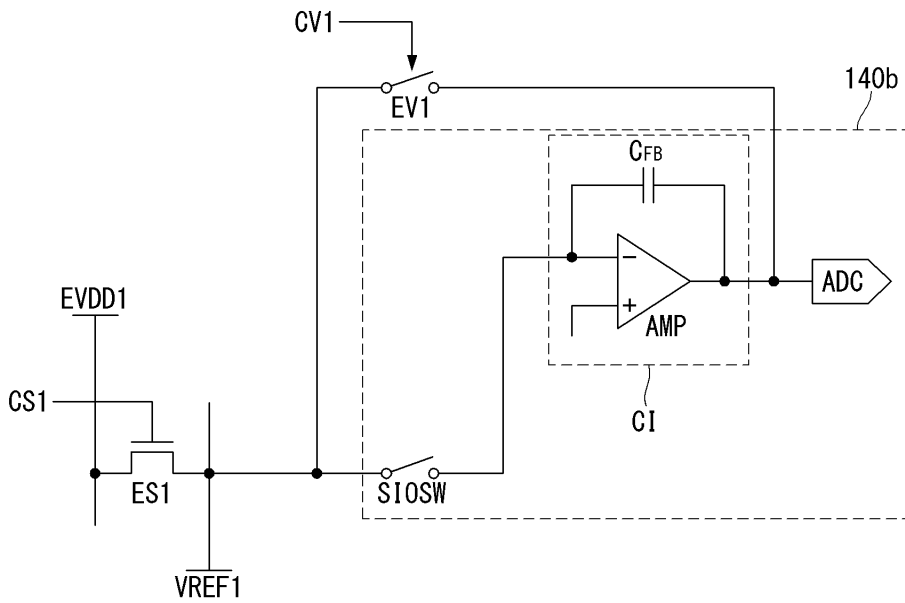 CV1
140b
EV1
CFB
−
+
AMP
ADC
EVDD1
CS1
CI
ES1
SIOSW
VREF1